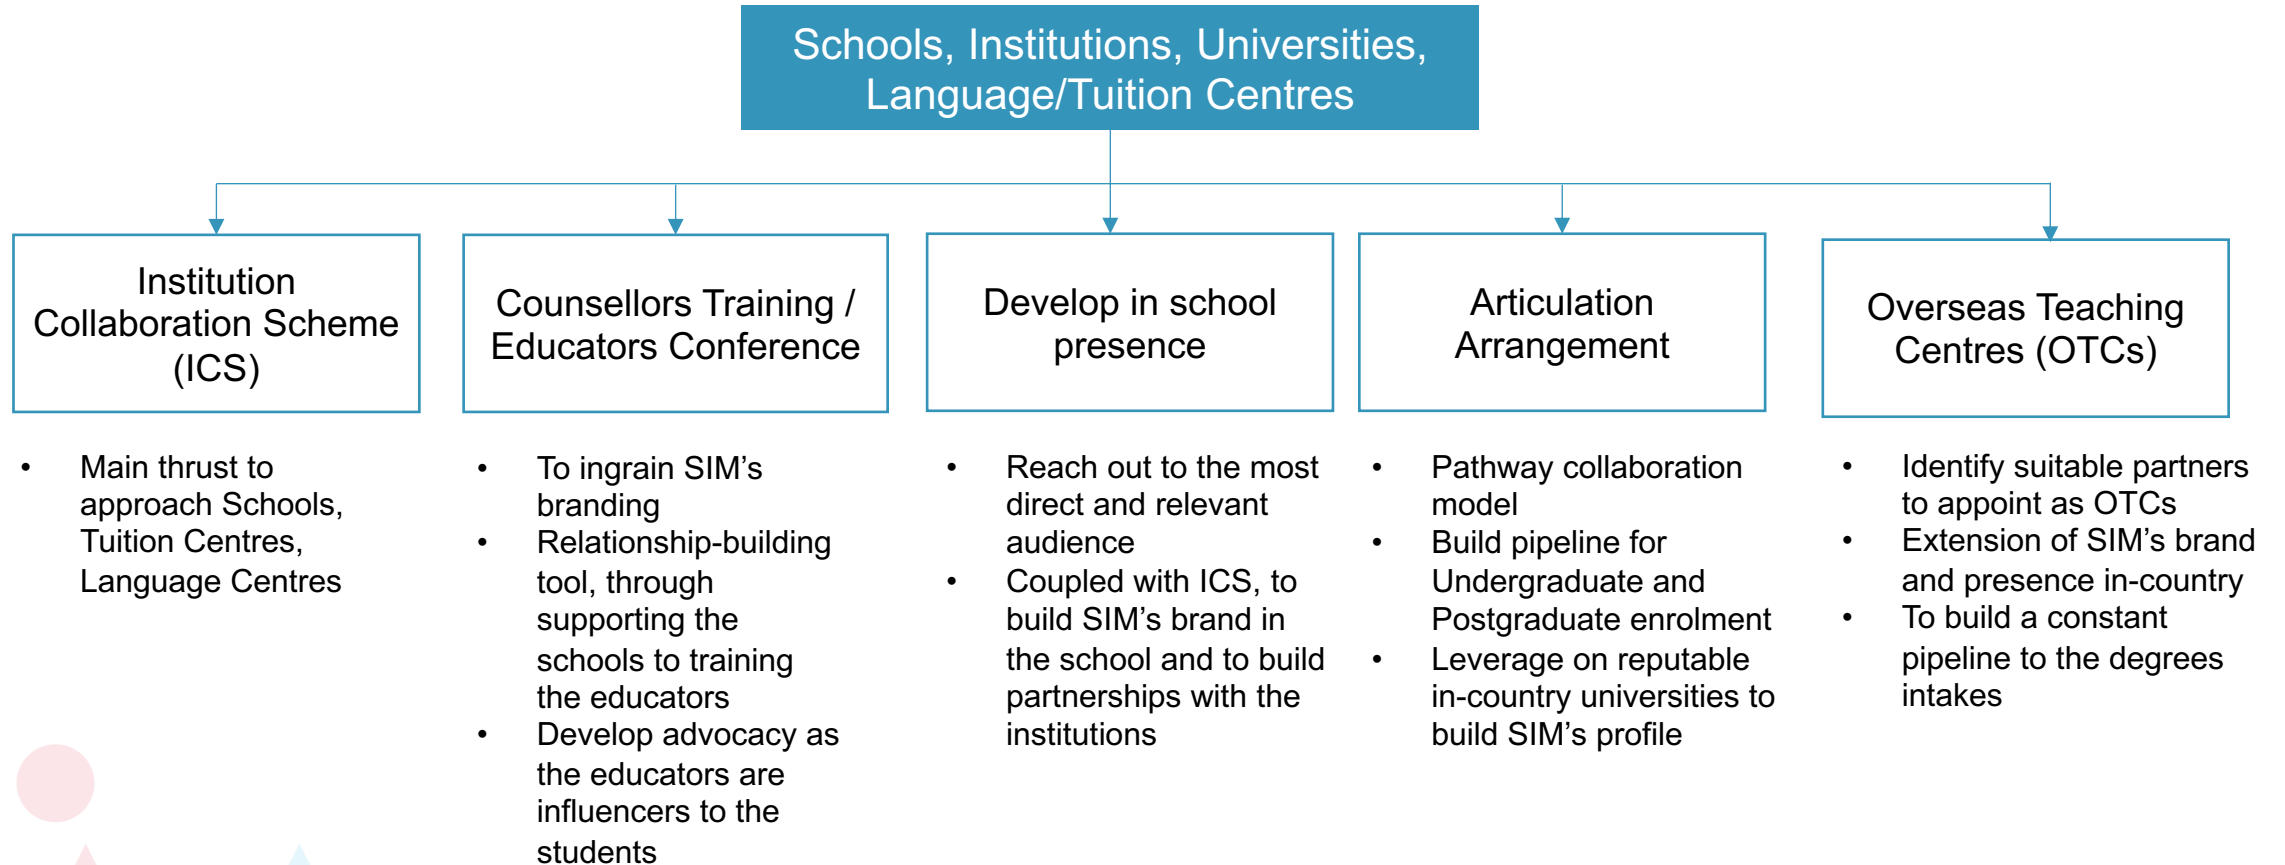 Schools, Institutions, Universities,
Language/Tuition Centres
Institution
Collaboration Scheme
(ICS)
• Main thrust to
approach Schools,
Tuition Centres,
Language Centres
Counsellors Training /
Educators Conference
• To ingrain SIM’s
branding
• Relationship-building
tool, through
supporting the
schools to training
the educators
• Develop advocacy as
the educators are
influencers to the
students
Develop in school
presence
• Reach out to the most
direct and relevant
audience
• Coupled with ICS, to
build SIM’s brand in
the school and to build
partnerships with the
institutions
Articulation
Arrangement
• Pathway collaboration
model
• Build pipeline for
Undergraduate and
Postgraduate enrolment
• Leverage on reputable
in-country universities to
build SIM’s profile
Overseas Teaching
Centres (OTCs)
• Identify suitable partners
to appoint as OTCs
• Extension of SIM’s brand
and presence in-country
• To build a constant
pipeline to the degrees
intakes